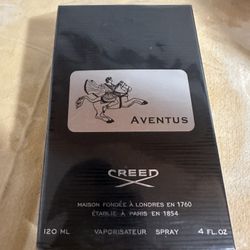 AVENTUS
CREED
MAISON FONDÉE À LONDRES EN 1760
ÉTABLIE À PARIS EN 1854
120 ML VAPORISATEUR SPRAY 4 FL.OZ